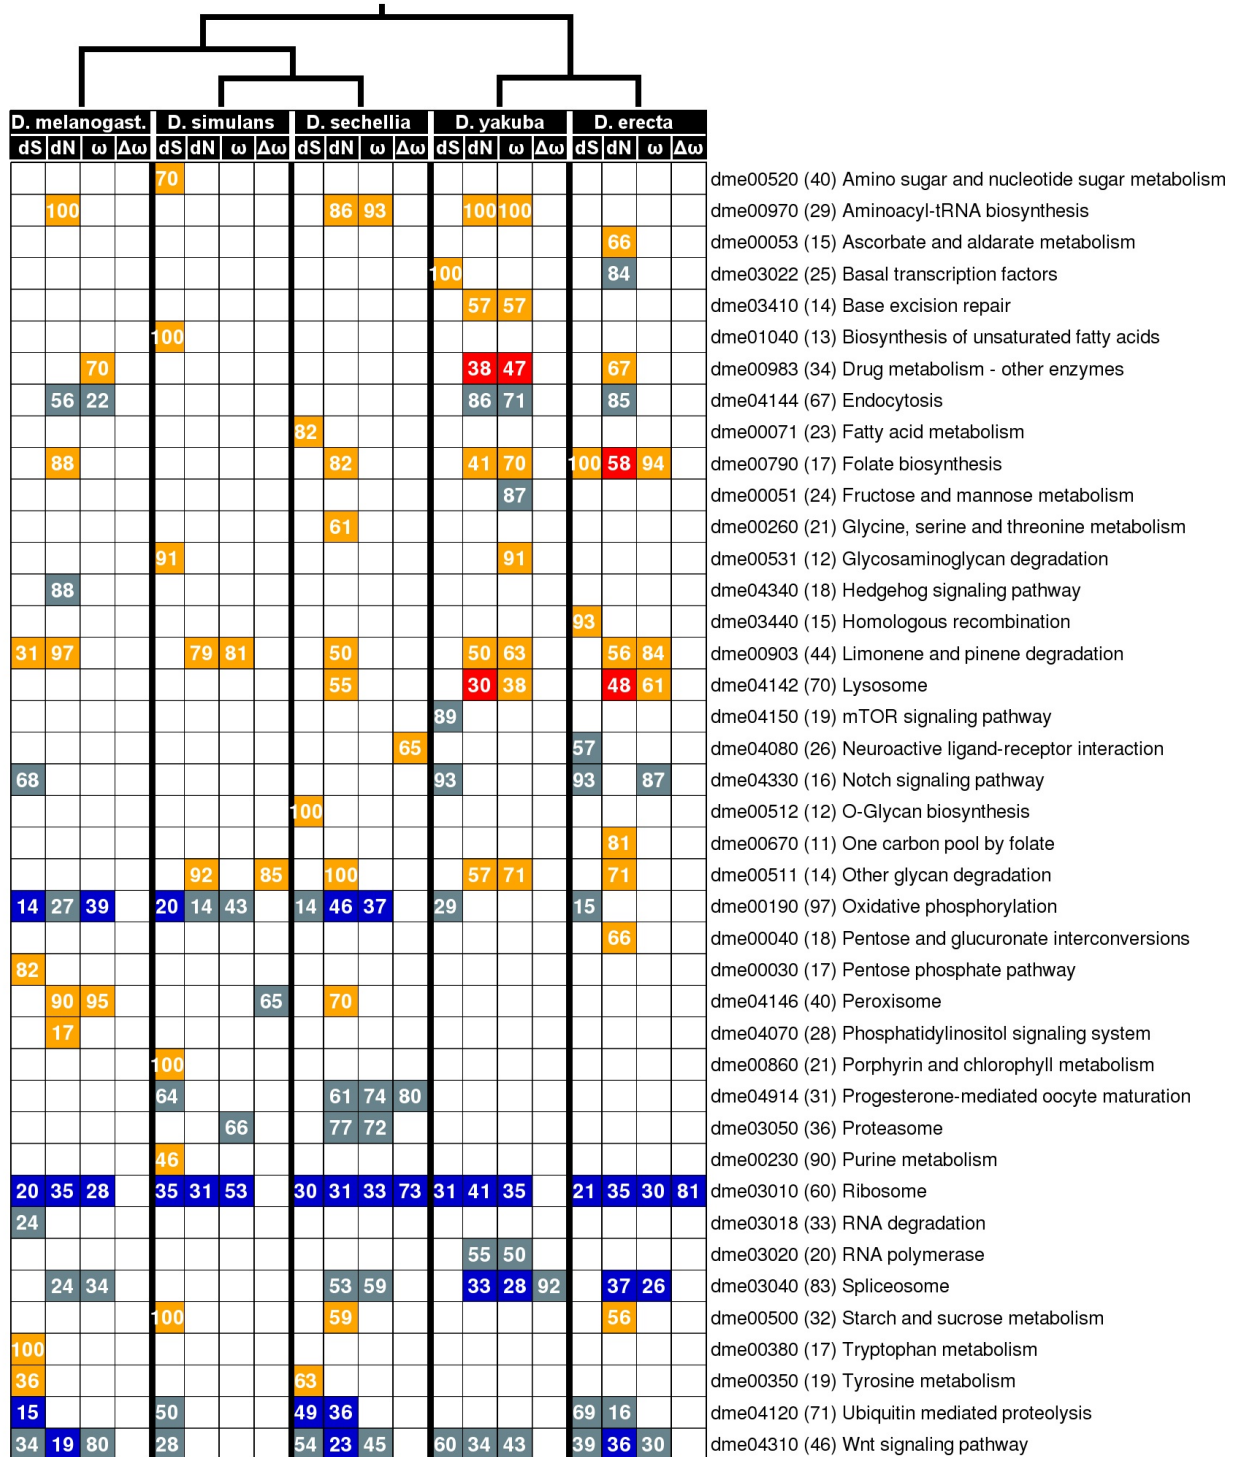 D. melanogast. D. simulans D. sechellia D. yakuba D. erecta
dS dN ω Δω dS dN ω Δω dS dN ω Δω dS dN ω Δω dS dN ω Δω
70 dme00520 (40) Amino sugar and nucleotide sugar metabolism
100 86 93 100 100 dme00970 (29) Aminoacyl-tRNA biosynthesis
66 dme00053 (15) Ascorbate and aldarate metabolism
100 84 dme03022 (25) Basal transcription factors
57 57 dme03410 (14) Base excision repair
100 dme01040 (13) Biosynthesis of unsaturated fatty acids
70 38 47 67 dme00983 (34) Drug metabolism - other enzymes
56 22 86 71 85 dme04144 (67) Endocytosis
82 dme00071 (23) Fatty acid metabolism
88 82 41 70 100 58 94 dme00790 (17) Folate biosynthesis
87 dme00051 (24) Fructose and mannose metabolism
61 dme00260 (21) Glycine, serine and threonine metabolism
91 91 dme00531 (12) Glycosaminoglycan degradation
88 dme04340 (18) Hedgehog signaling pathway
93 dme03440 (15) Homologous recombination
31 97 79 81 50 50 63 56 84 dme00903 (44) Limonene and pinene degradation
55 30 38 48 61 dme04142 (70) Lysosome
89 dme04150 (19) mTOR signaling pathway
65 57 dme04080 (26) Neuroactive ligand-receptor interaction
68 93 93 87 dme04330 (16) Notch signaling pathway
100 dme00512 (12) O-Glycan biosynthesis
81 dme00670 (11) One carbon pool by folate
92 85 100 57 71 71 dme00511 (14) Other glycan degradation
14 27 39 20 14 43 14 46 37 29 15 dme00190 (97) Oxidative phosphorylation
66 dme00040 (18) Pentose and glucuronate interconversions
82 dme00030 (17) Pentose phosphate pathway
90 95 65 70 dme04146 (40) Peroxisome
17 dme04070 (28) Phosphatidylinositol signaling system
100 dme00860 (21) Porphyrin and chlorophyll metabolism
64 61 74 80 dme04914 (31) Progesterone-mediated oocyte maturation
66 77 72 dme03050 (36) Proteasome
46 dme00230 (90) Purine metabolism
20 35 28 35 31 53 30 31 33 73 31 41 35 21 35 30 81 dme03010 (60) Ribosome
24 dme03018 (33) RNA degradation
55 50 dme03020 (20) RNA polymerase
24 34 53 59 33 28 92 37 26 dme03040 (83) Spliceosome
100 59 56 dme00500 (32) Starch and sucrose metabolism
100 dme00380 (17) Tryptophan metabolism
36 63 dme00350 (19) Tyrosine metabolism
15 50 49 36 69 16 dme04120 (71) Ubiquitin mediated proteolysis
34 19 80 28 54 23 45 60 34 43 39 36 30 dme04310 (46) Wnt signaling pathway